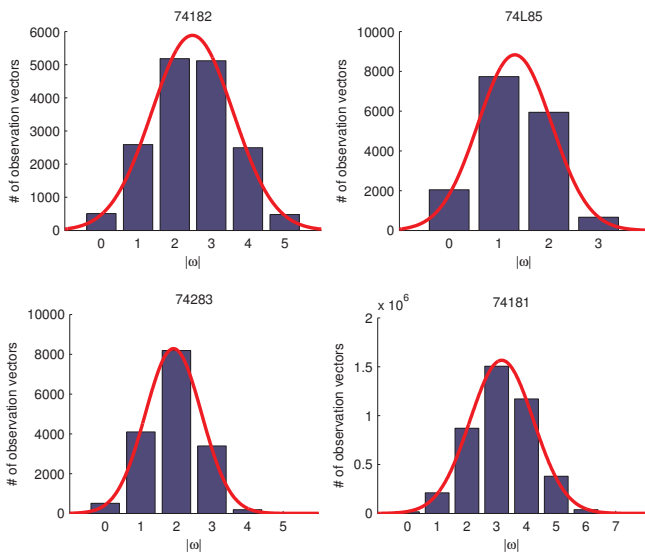 74182
6000
5000
4000
3000
2000
1000
0
# of observation vectors
0 1 2 3 4 5
|ω|
74L85
10000
8000
6000
4000
2000
0
# of observation vectors
0 1 2 3
|ω|
74283
10000
8000
6000
4000
2000
0
# of observation vectors
0 1 2 3 4 5
|ω|
74181
x 10^6
2
1.5
1
0.5
0
# of observation vectors
0 1 2 3 4 5 6 7
|ω|